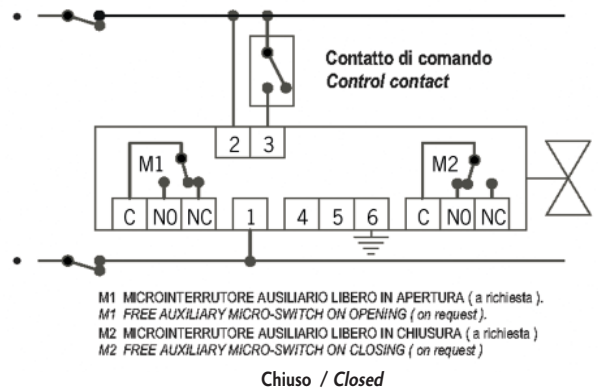 Contatto di comando
Control contact
2 3
M1
M2
C NO NC 1 4 5 6 C NO NC
M1 MICROINTERRUTORE AUSILIARIO LIBERO IN APERTURA ( a richiesta ).
M1 FREE AUXILIARY MICRO-SWITCH ON OPENING ( on request ).
M2 MICROINTERRUTORE AUSILIARIO LIBERO IN CHIUSURA ( a richiesta )
M2 FREE AUXILIARY MICRO-SWITCH ON CLOSING ( on request )
Chiuso / Closed